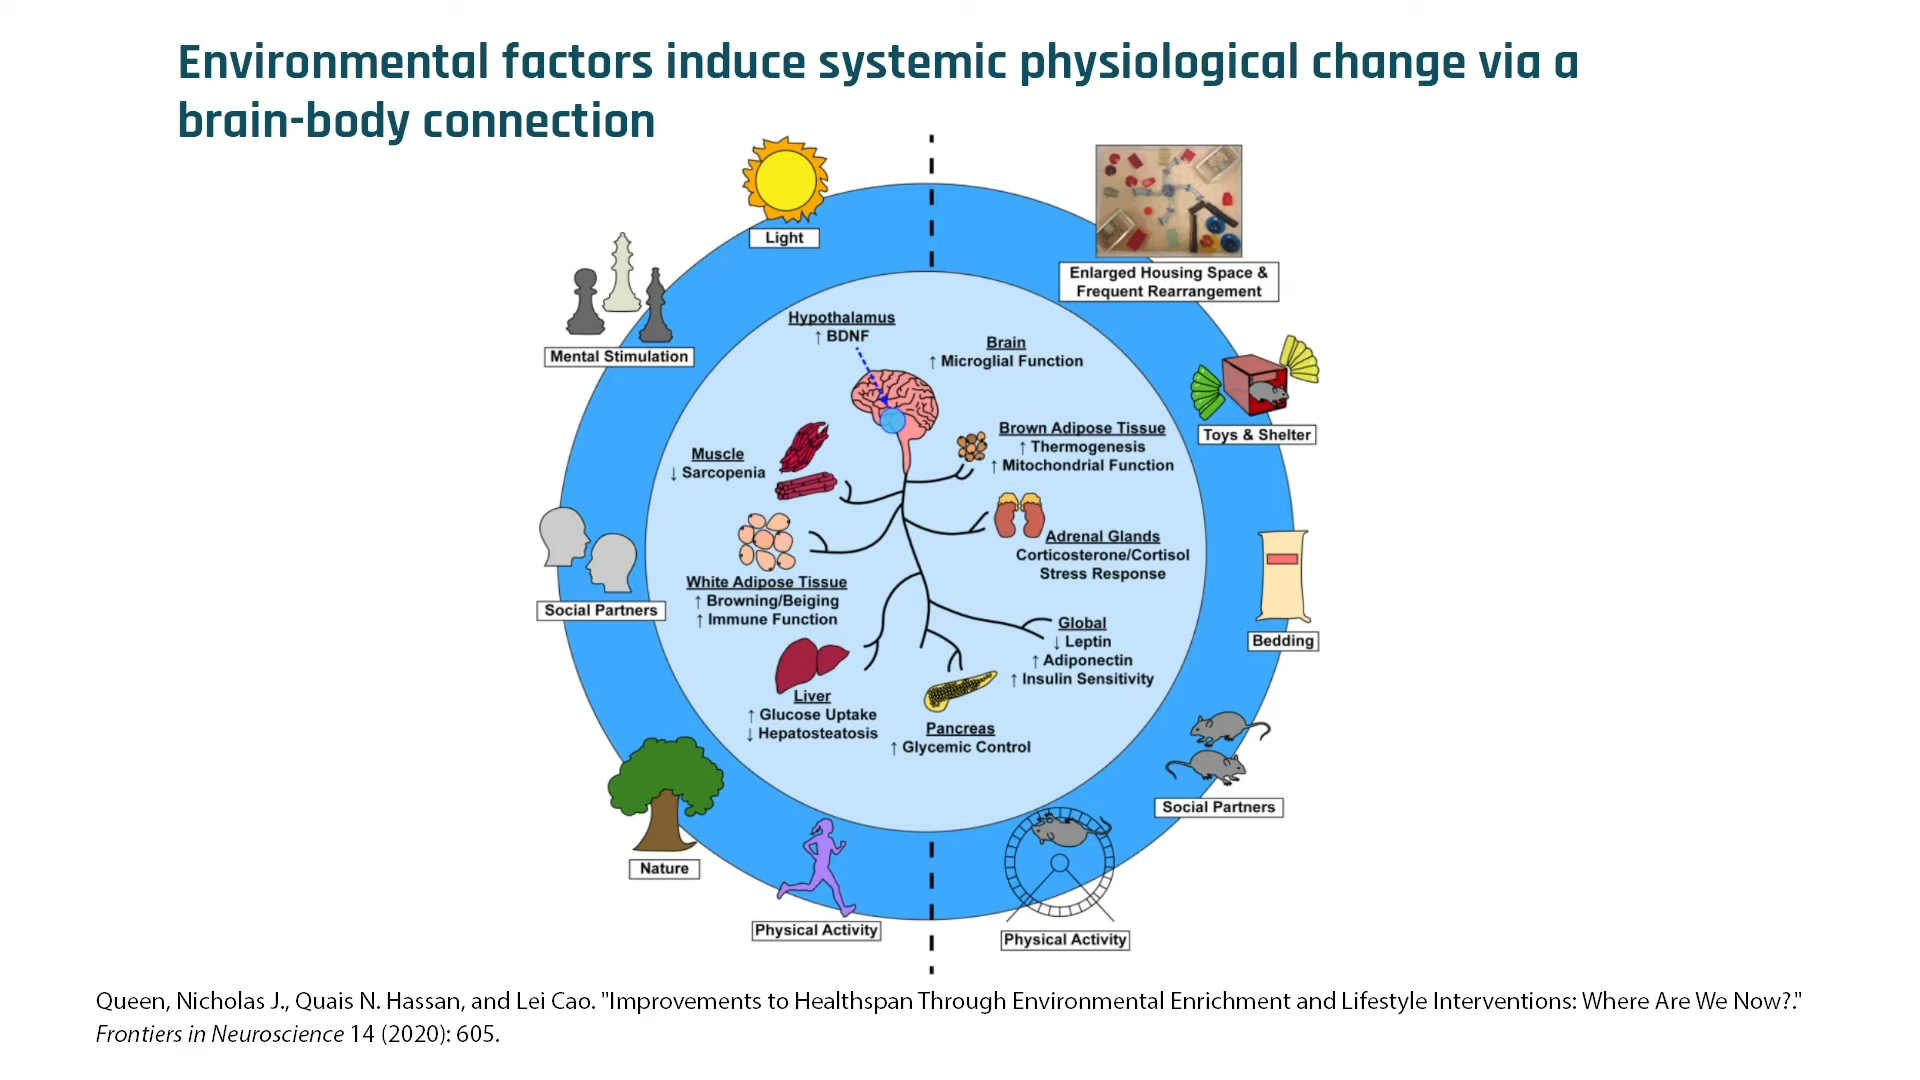 Environmental factors induce systemic physiological change via a
brain-body connection
Light
Mental Stimulation
Social Partners
Nature
Physical Activity
Enlarged Housing Space &
Frequent Rearrangement
Toys & Shelter
Bedding
Social Partners
Physical Activity
Hypothalamus
↑ BDNF
Brain
↑ Microglial Function
Muscle
↓ Sarcopenia
Brown Adipose Tissue
↑ Thermogenesis
↑ Mitochondrial Function
Adrenal Glands
Corticosterone/Cortisol
Stress Response
White Adipose Tissue
↑ Browning/Beiging
↑ Immune Function
Global
↓ Leptin
↑ Adiponectin
↑ Insulin Sensitivity
Liver
↑ Glucose Uptake
↓ Hepatosteatosis
Pancreas
↑ Glycemic Control
Queen, Nicholas J., Quais N. Hassan, and Lei Cao. "Improvements to Healthspan Through Environmental Enrichment and Lifestyle Interventions: Where Are We Now?."
Frontiers in Neuroscience 14 (2020): 605.